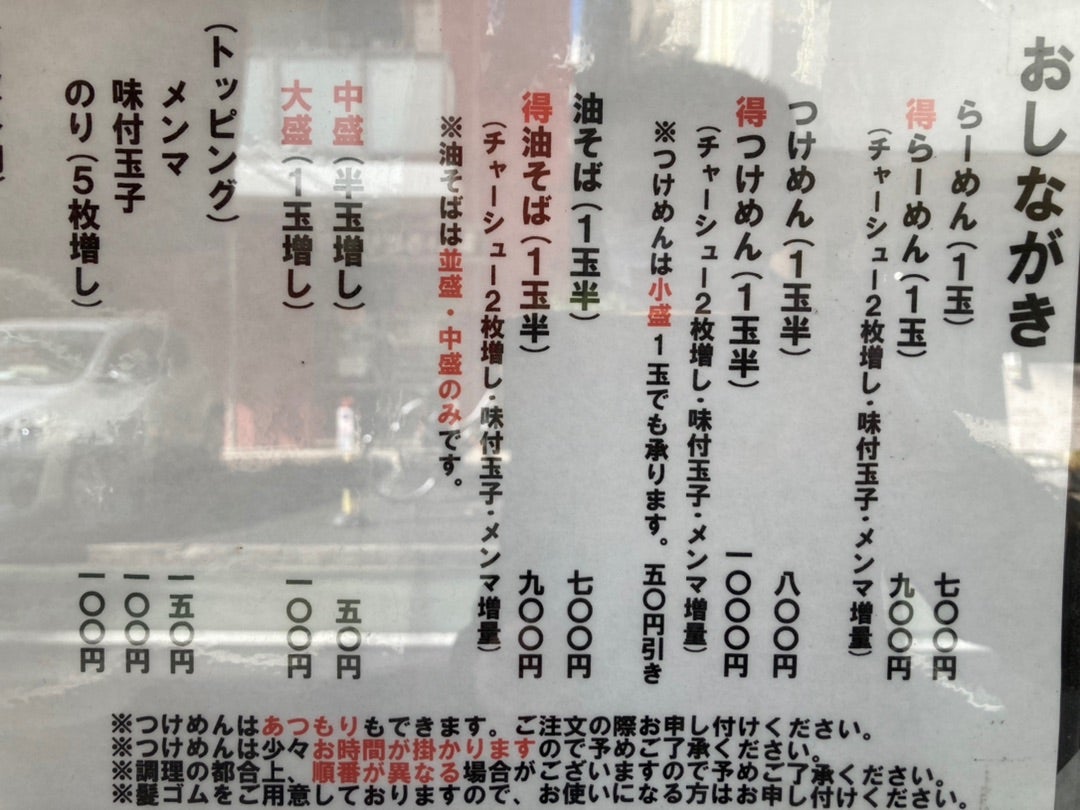 おしながき
らーめん（1玉） 七〇〇円
得らーめん（1玉） 九〇〇円
（チャーシュー2枚増し・味付玉子・メンマ増量）
つけめん（1玉半） 八〇〇円
得つけめん（1玉半） 一〇〇〇円
（チャーシュー2枚増し・味付玉子・メンマ増量）
※つけめんは小盛1玉でも承ります。五〇円引き
油そば（1玉半） 七〇〇円
得油そば（1玉半） 九〇〇円
（チャーシュー2枚増し・味付玉子・メンマ増量）
※油そばは並盛・中盛のみです。
中盛（半玉増し） 五〇円
大盛（1玉増し） 一〇〇円
（トッピング）
メンマ 一五〇円
味付玉子 一〇〇円
のり（5枚増し） 一〇〇円
※つけめんはあつもりもできます。ご注文の際お申し付けください。
※つけめんは少々お時間が掛かりますので予めご了承ください。
※調理の都合上、順番が異なる場合がございますので予めご了承ください。
※髪ゴムをご用意しておりますので、お使いになる方はお申し付けください。